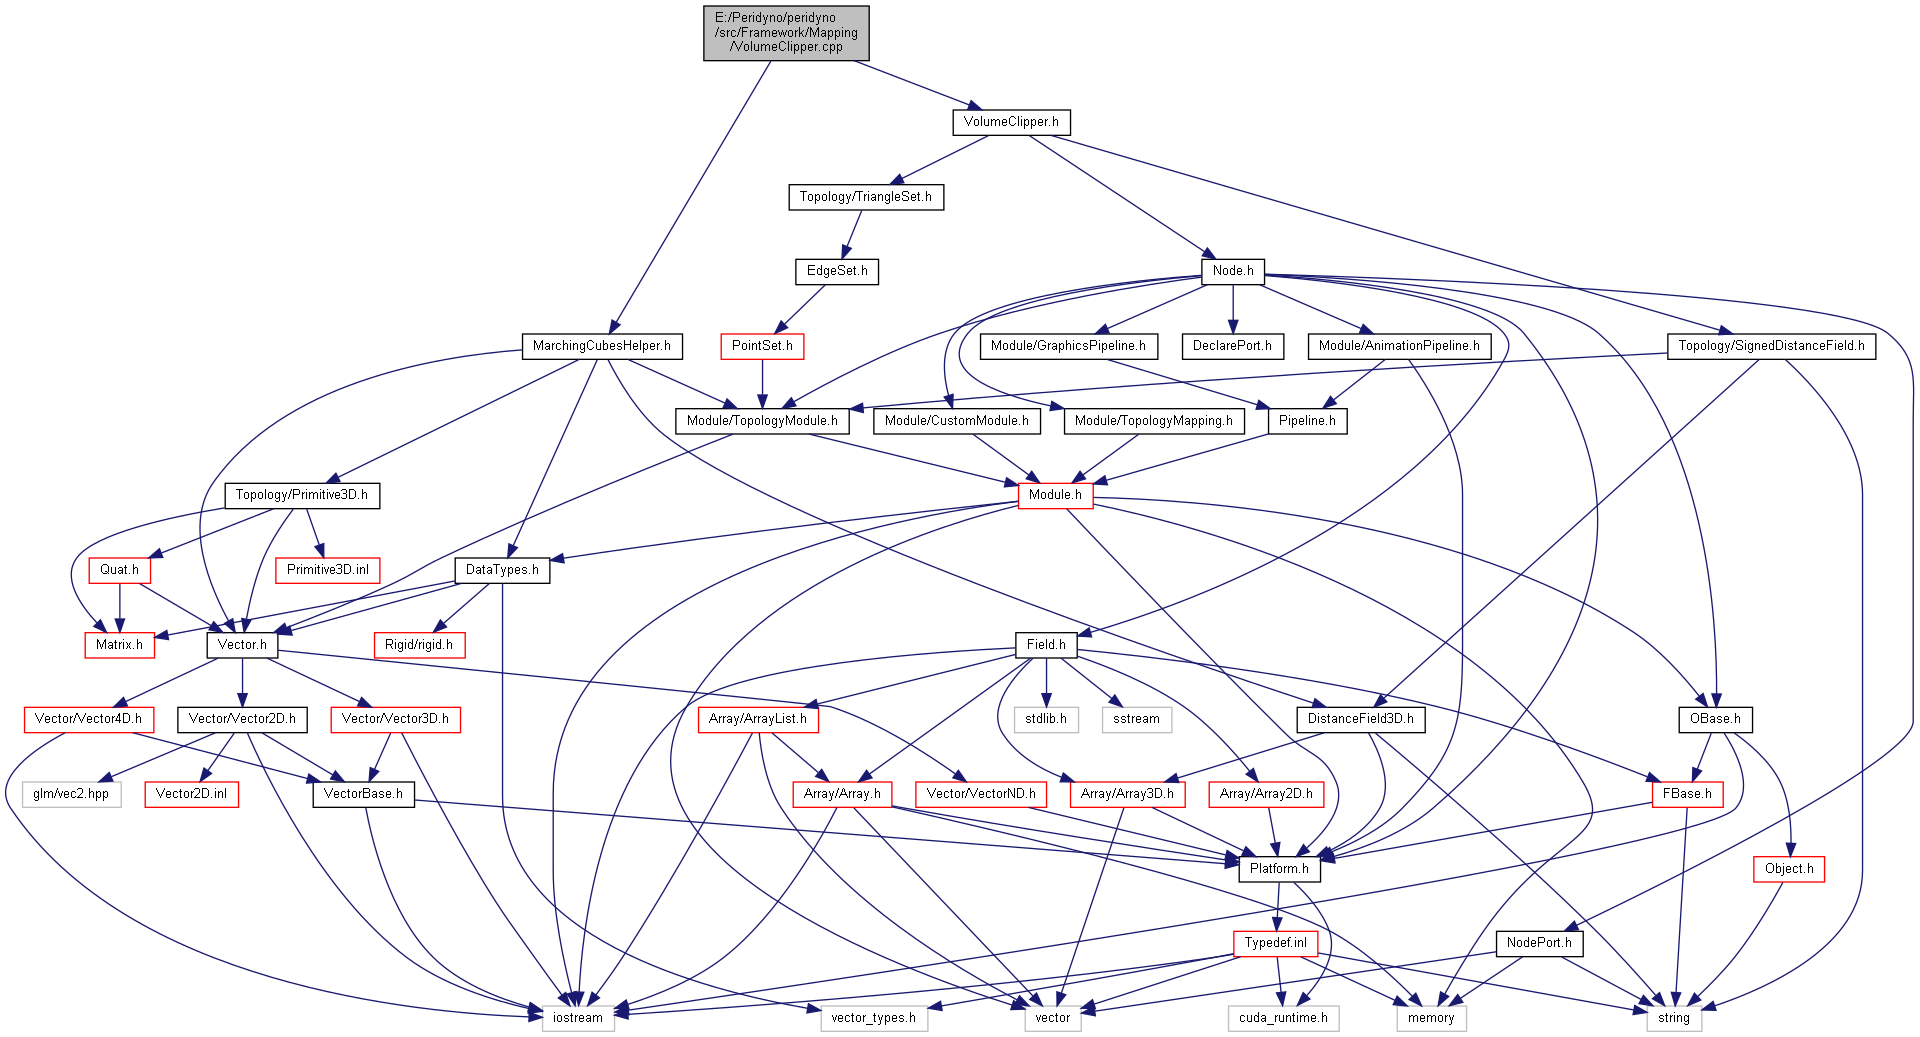 E:/Peridyno/peridyno
/src/Framework/Mapping
/VolumeClipper.cpp
VolumeClipper.h
Topology/TriangleSet.h
EdgeSet.h
Node.h
MarchingCubesHelper.h
PointSet.h
Module/GraphicsPipeline.h
DeclarePort.h
Module/AnimationPipeline.h
Topology/SignedDistanceField.h
Module/TopologyModule.h
Module/CustomModule.h
Module/TopologyMapping.h
Pipeline.h
Topology/Primitive3D.h
Module.h
Quat.h
Primitive3D.inl
DataTypes.h
Matrix.h
Vector.h
Rigid/rigid.h
Field.h
Vector/Vector4D.h
Vector/Vector2D.h
Vector/Vector3D.h
Array/ArrayList.h
stdlib.h
sstream
DistanceField3D.h
OBase.h
glm/vec2.hpp
Vector2D.inl
VectorBase.h
Array/Array.h
Vector/VectorND.h
Array/Array3D.h
Array/Array2D.h
FBase.h
Platform.h
Object.h
Typedef.inl
NodePort.h
iostream
vector_types.h
vector
cuda_runtime.h
memory
string